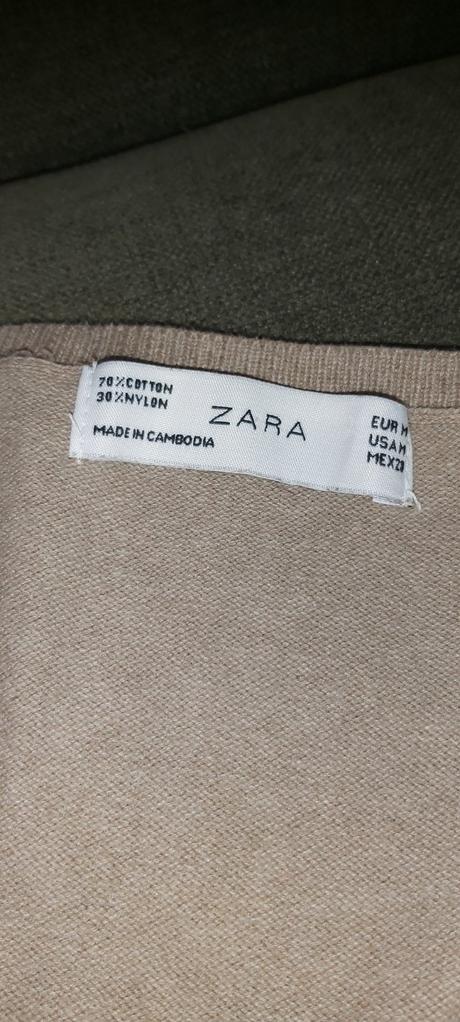 70%COTTON
30%NYLON
MADE IN CAMBODIA
ZARA
EUR M
USA M
MEX 28